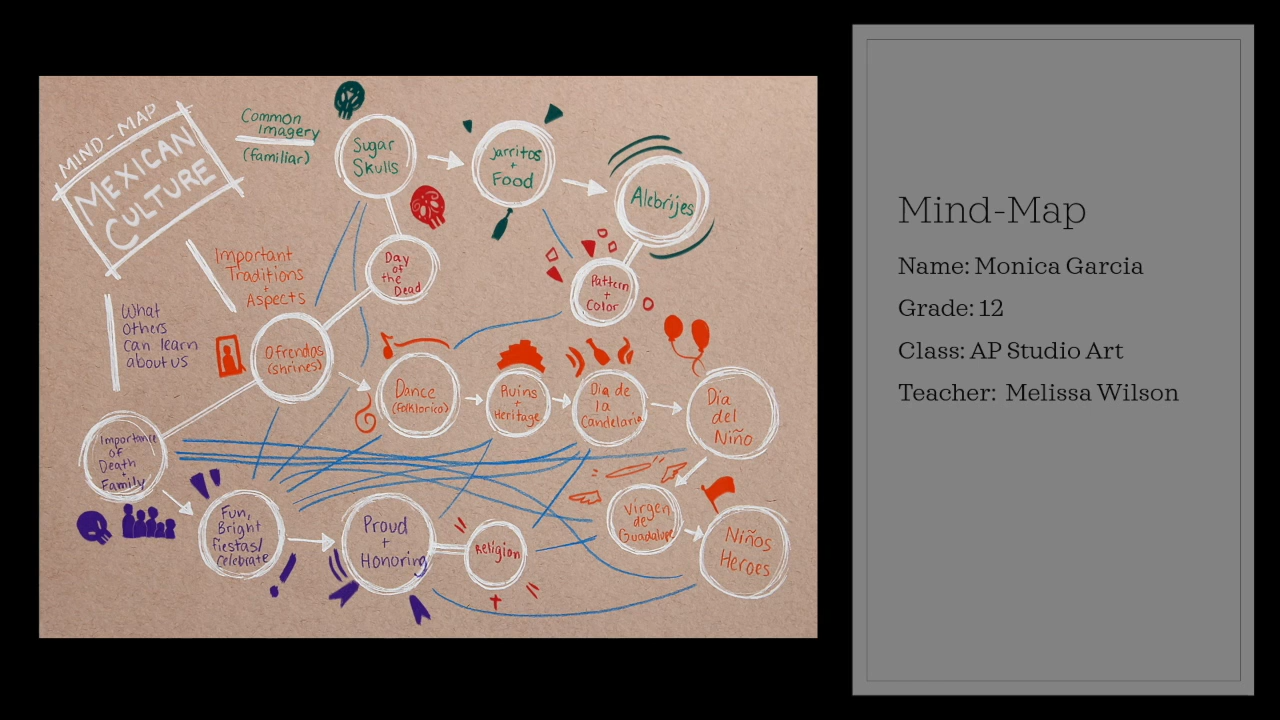 MIND-MAP
MEXICAN
CULTURE
Common
Imagery
(familiar)
Sugar
Skulls
Jarritos
+
Food
Alebrijes
Day
of
the
Dead
Pattern
+
Color
Important
Traditions
+
Aspects
Ofrendas
(shrines)
Dance
(folklorico)
Ruins
+
Heritage
Dia de
la
Candelaria
Dia
del
Niño
Virgen
de
Guadalupe
Niños
Heroes
What
others
can learn
about us
Importance
of
Death
+
Family
Fun,
Bright
fiestas/
Celebrate
Proud
+
Honoring
Religion
Mind-Map
Name: Monica Garcia
Grade: 12
Class: AP Studio Art
Teacher: Melissa Wilson